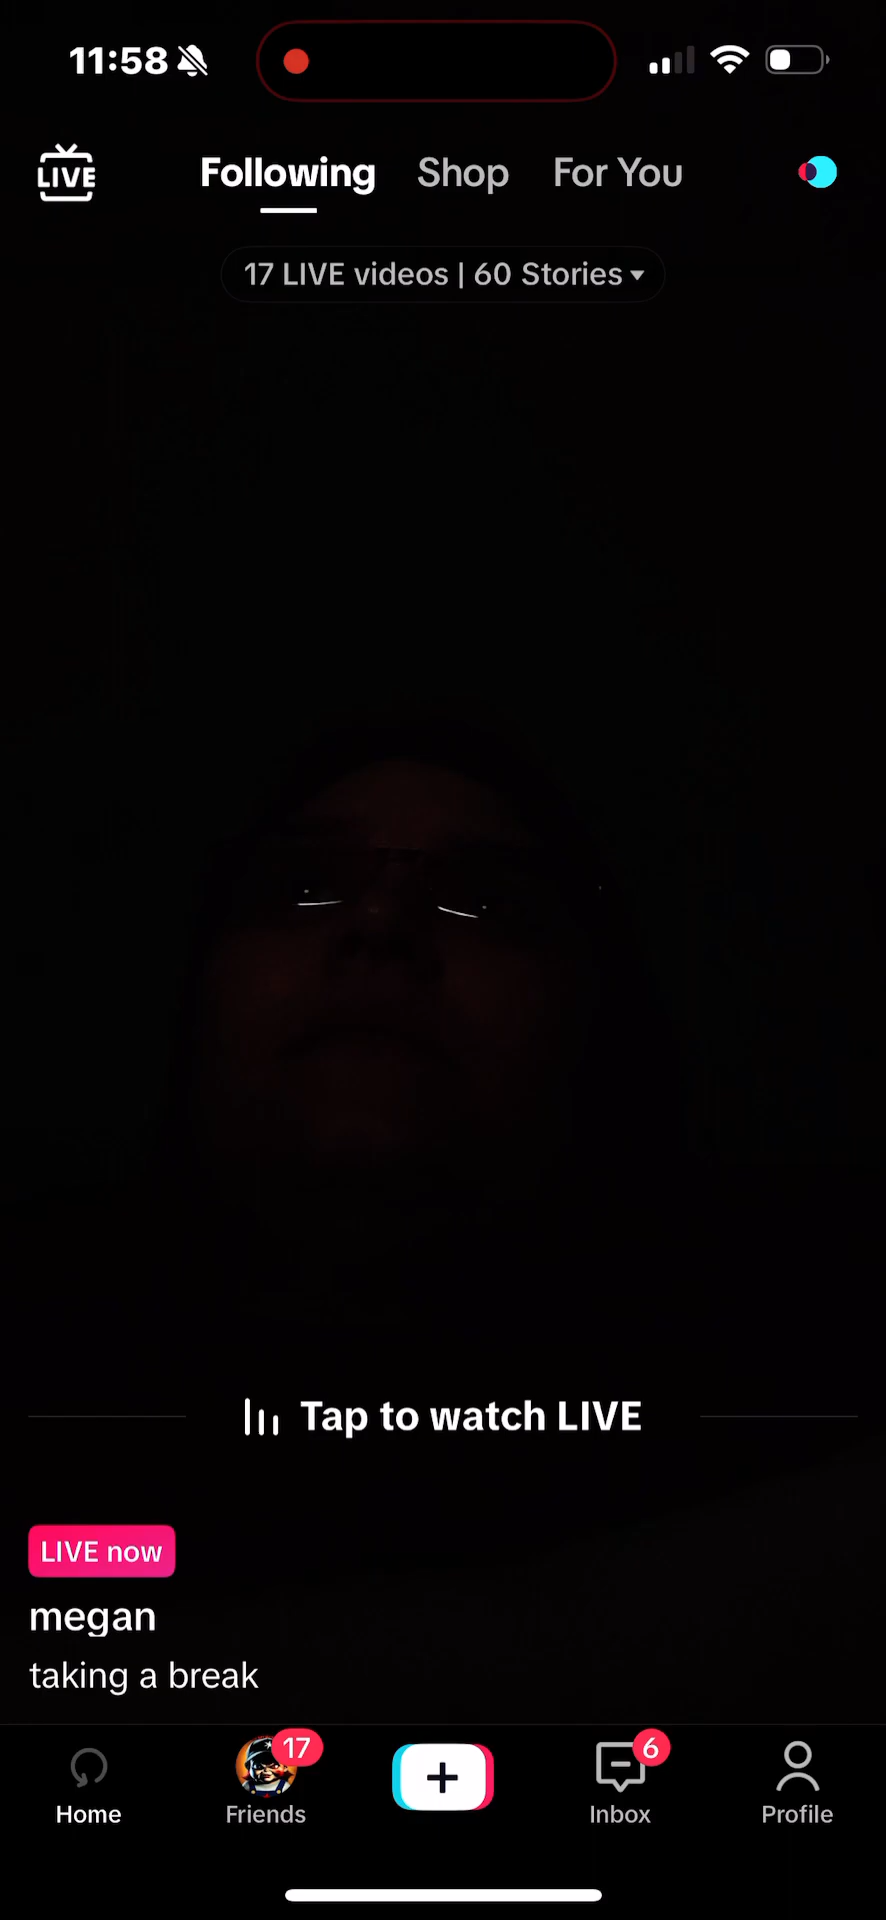 11:58
LIVE
Following
Shop
For You
17 LIVE videos | 60 Stories ▾
Tap to watch LIVE
LIVE now
megan
taking a break
17
6
Home
Friends
Inbox
Profile